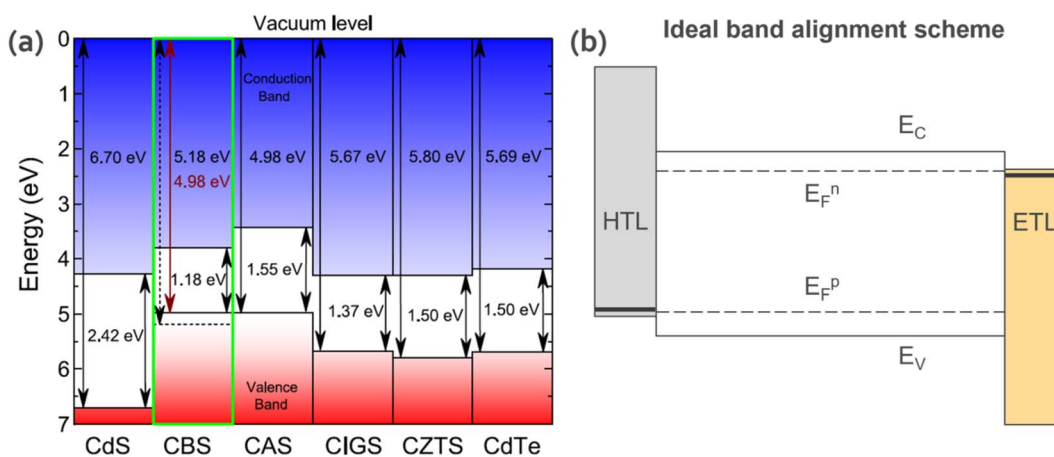 (a)
Vacuum level
Energy (eV)
0
1
2
3
4
5
6
7
Conduction
Band
6.70 eV
5.18 eV
4.98 eV
4.98 eV
5.67 eV
5.80 eV
5.69 eV
2.42 eV
1.18 eV
1.55 eV
1.37 eV
1.50 eV
1.50 eV
Valence
Band
CdS
CBS
CAS
CIGS
CZTS
CdTe
(b)
Ideal band alignment scheme
HTL
E_C
E_F^n
E_F^p
E_V
ETL